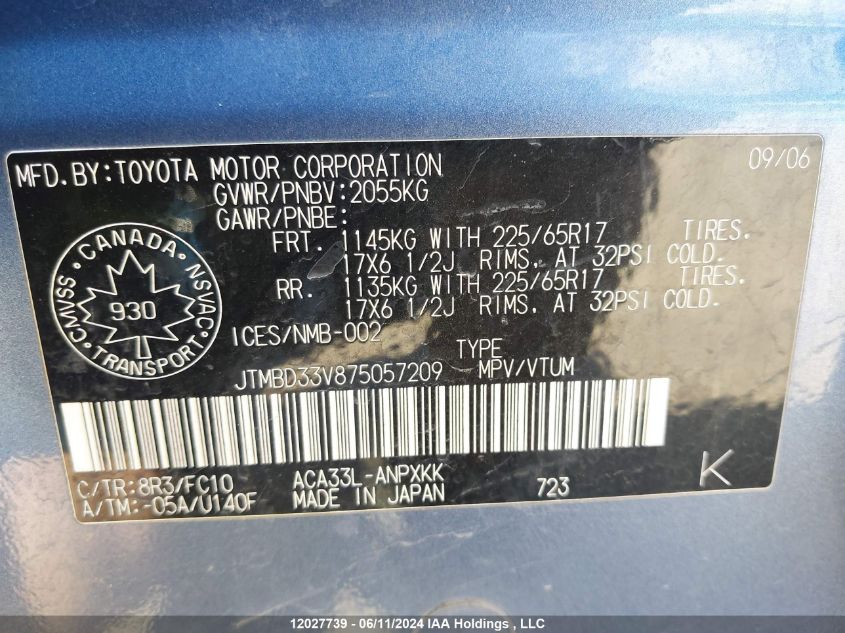 MFD.BY:TOYOTA MOTOR CORPORATION 09/06
GVWR/PNBV:2055KG
GAWR/PNBE:
FRT. 1145KG WITH 225/65R17 TIRES.
17X6 1/2J RIMS, AT 32PSI COLD.
RR. 1135KG WITH 225/65R17 TIRES.
17X6 1/2J RIMS, AT 32PSI COLD.
CANADA
CMVSS NSVAC
930
TRANSPORT
ICES/NMB-002
TYPE
JTMBD33V875057209 MPV/VTUM
C/TR:8R3/FC10 ACA33L-ANPXKK
A/TM:-05A/U140F MADE IN JAPAN 723 K
12027739 - 06/11/2024 IAA Holdings , LLC